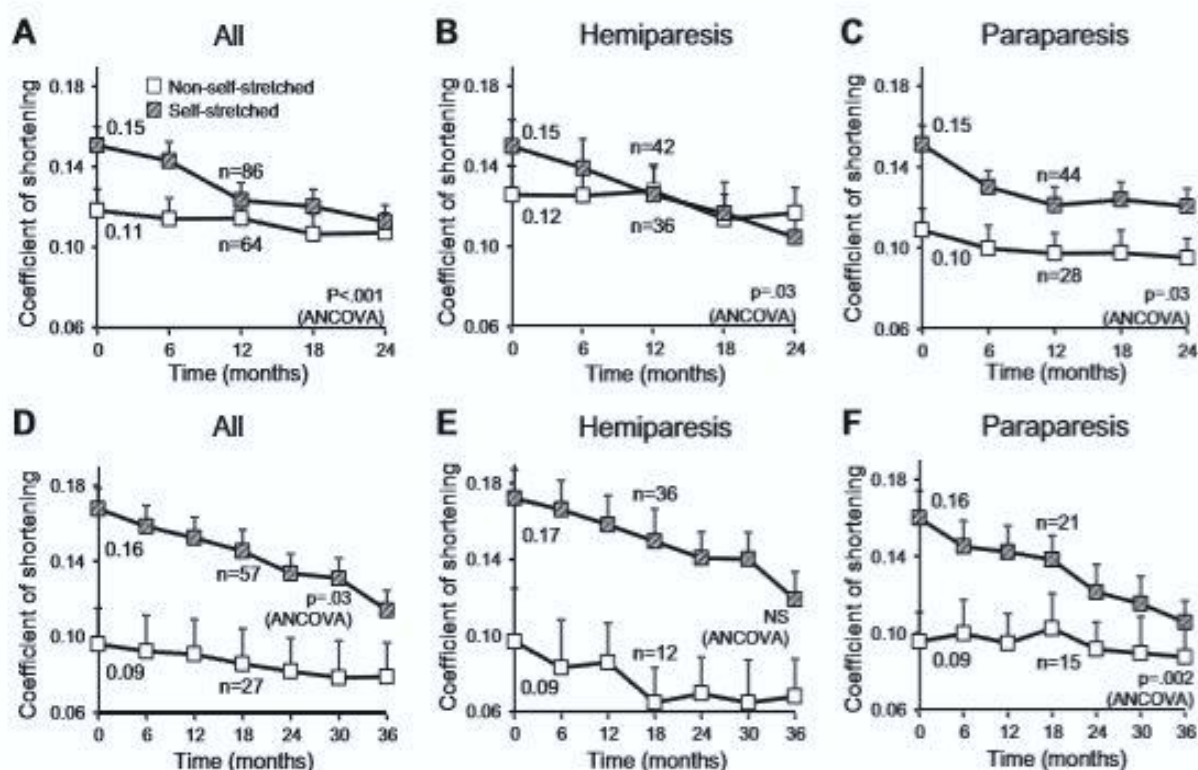 A All
Coefficient of shortening
0.18
0.14
0.10
0.06
Non-self-stretched
Self-stretched
0.15
n=86
0.11
n=64
P<.001
(ANCOVA)
0 6 12 18 24
Time (months)
B Hemiparesis
Coefficient of shortening
0.18
0.14
0.10
0.06
0.15
n=42
0.12
n=36
p=.03
(ANCOVA)
0 6 12 18 24
Time (months)
C Paraparesis
Coefficient of shortening
0.18
0.14
0.10
0.06
0.15
n=44
0.10
n=28
p=.03
(ANCOVA)
0 6 12 18 24
Time (months)
D All
Coefficient of shortening
0.18
0.14
0.10
0.06
0.16
n=57
p=.03
(ANCOVA)
0.09
n=27
0 6 12 18 24 30 36
Time (months)
E Hemiparesis
Coefficient of shortening
0.18
0.14
0.10
0.06
n=36
0.17
NS
(ANCOVA)
n=12
0.09
0 6 12 18 24 30 36
Time (months)
F Paraparesis
Coefficient of shortening
0.18
0.14
0.10
0.06
0.16
n=21
0.09
n=15
p=.002
(ANCOVA)
0 6 12 18 24 30 36
Time (months)